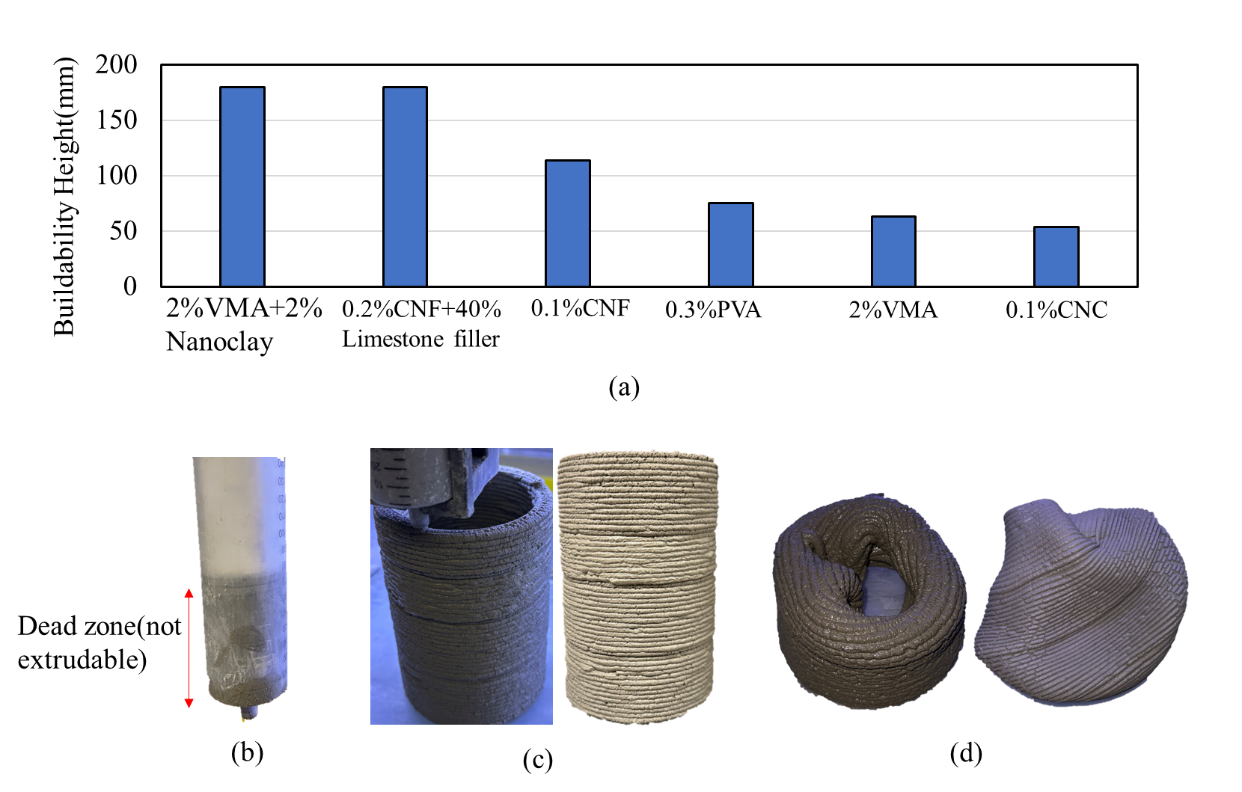 Buildability Height(mm)
200
150
100
50
0
2%VMA+2%
Nanoclay
0.2%CNF+40%
Limestone filler
0.1%CNF
0.3%PVA
2%VMA
0.1%CNC
(a)
Dead zone(not
extrudable)
(b)
(c)
(d)